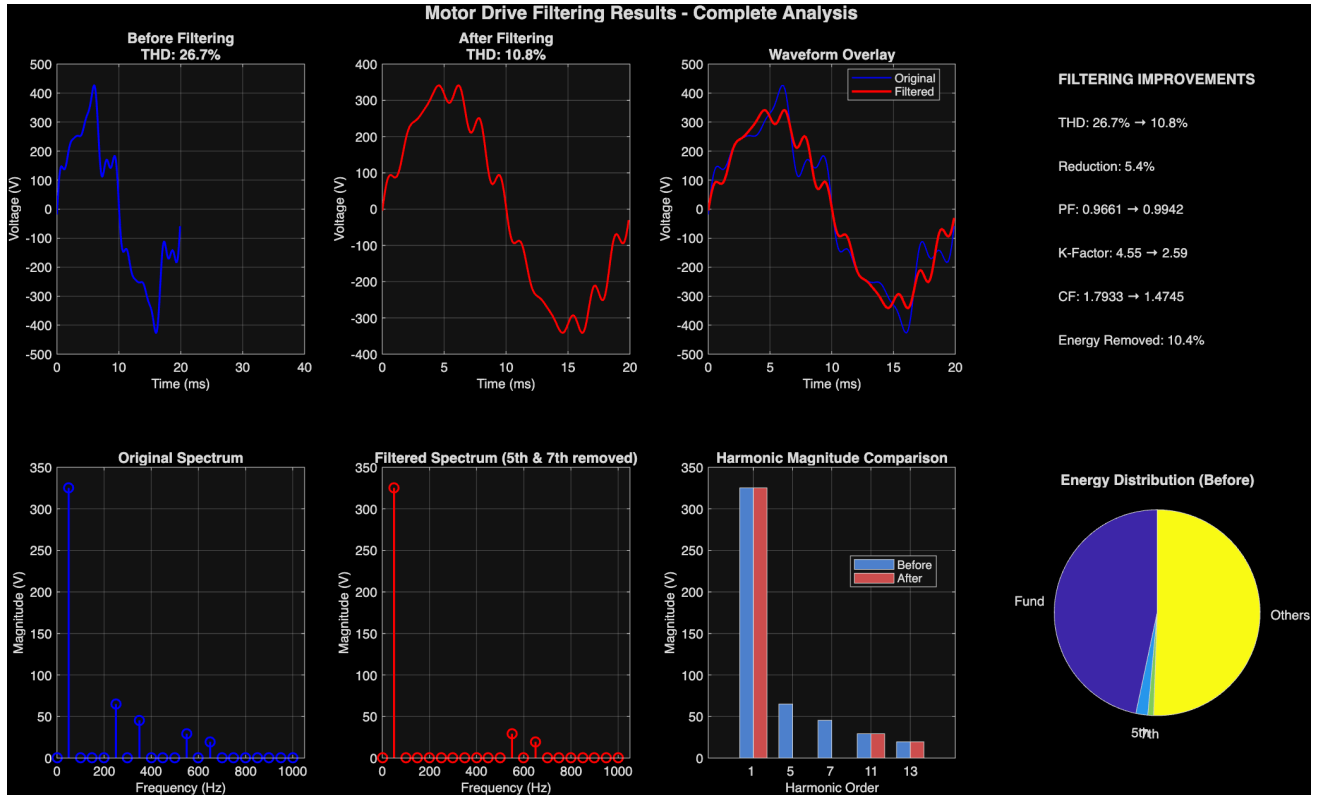 Motor Drive Filtering Results - Complete Analysis
Before Filtering
THD: 26.7%
500
400
300
200
100
0
-100
-200
-300
-400
-500
Voltage (V)
0 10 20 30 40
Time (ms)
After Filtering
THD: 10.8%
400
300
200
100
0
-100
-200
-300
-400
Voltage (V)
0 5 10 15 20
Time (ms)
Waveform Overlay
Original
Filtered
500
400
300
200
100
0
-100
-200
-300
-400
-500
Voltage (V)
0 5 10 15 20
Time (ms)
FILTERING IMPROVEMENTS
THD: 26.7% → 10.8%
Reduction: 5.4%
PF: 0.9661 → 0.9942
K-Factor: 4.55 → 2.59
CF: 1.7933 → 1.4745
Energy Removed: 10.4%
Original Spectrum
350
300
250
200
150
100
50
0
Magnitude (V)
0 200 400 600 800 1000
Frequency (Hz)
Filtered Spectrum (5th & 7th removed)
350
300
250
200
150
100
50
0
Magnitude (V)
0 200 400 600 800 1000
Frequency (Hz)
Harmonic Magnitude Comparison
Before
After
350
300
250
200
150
100
50
0
Magnitude (V)
1 5 7 11 13
Harmonic Order
Energy Distribution (Before)
Fund
Others
5th
7th